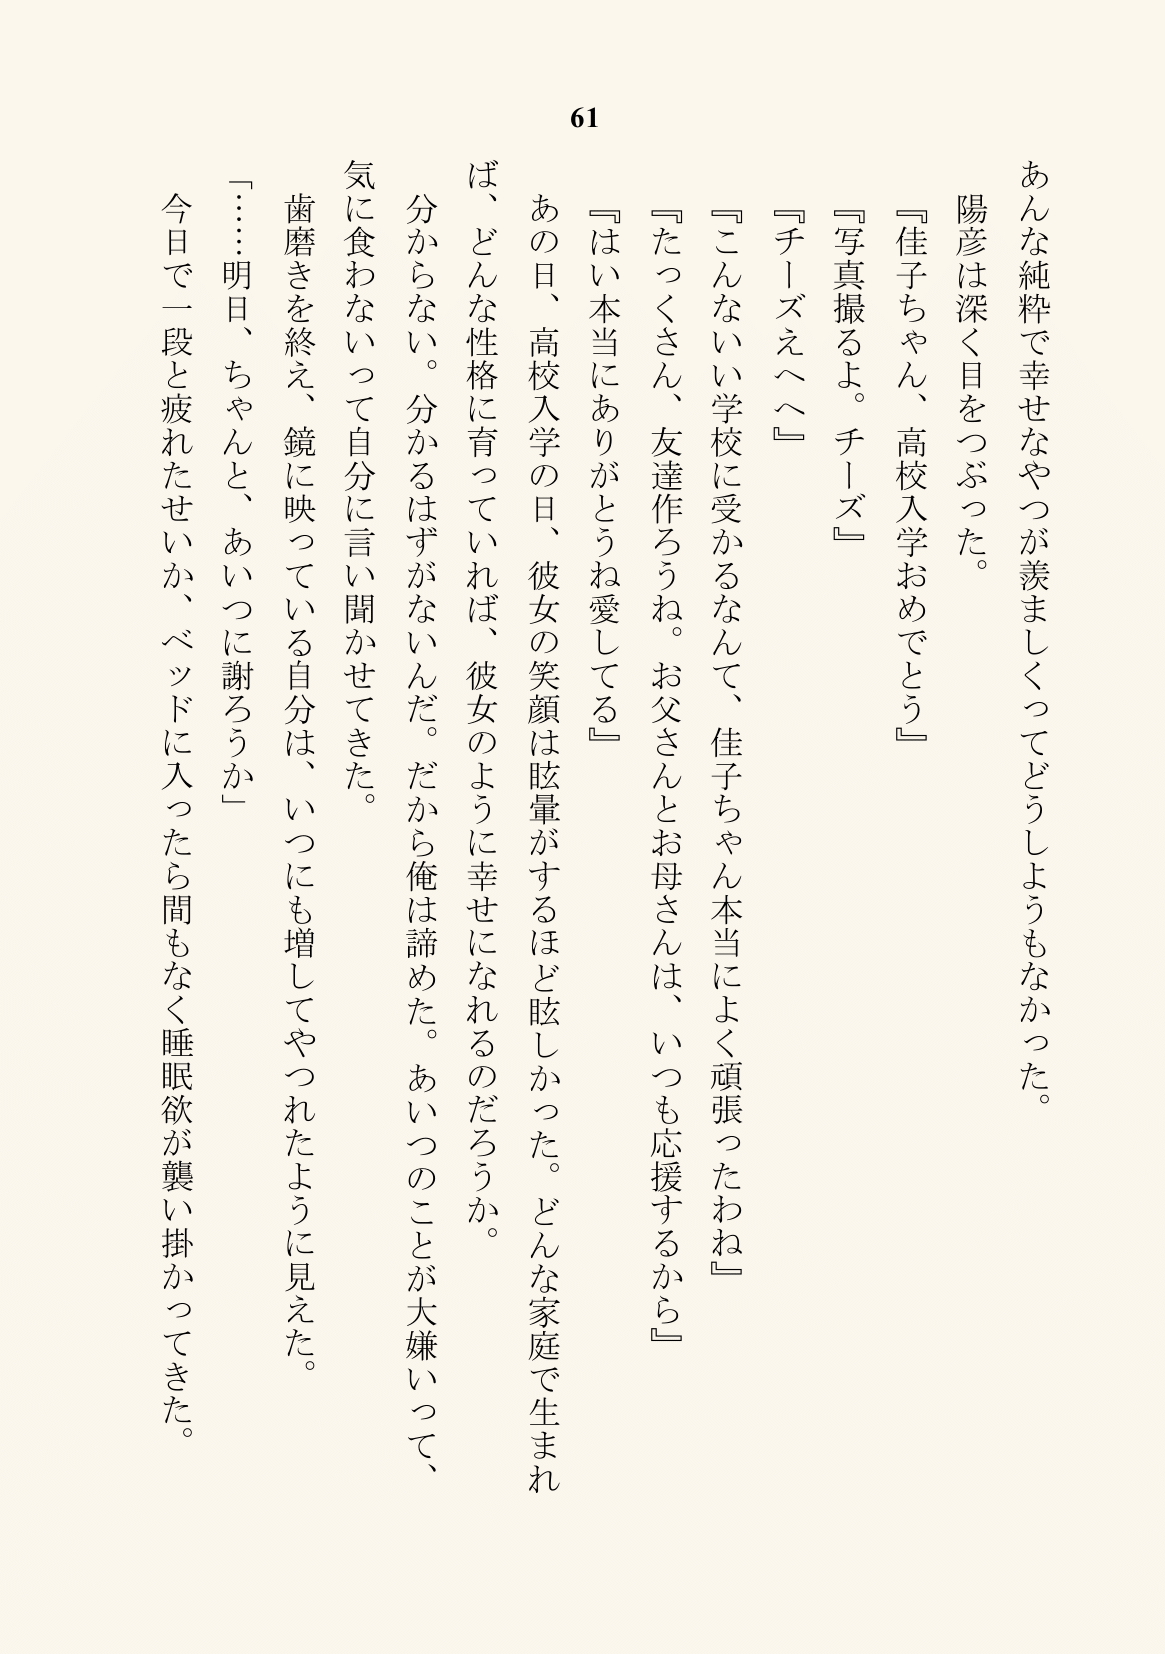 61
あんな純粋で幸せなやつが羨ましくってどうしようもなかった。
陽彦は深く目をつぶった。
『佳子ちゃん、高校入学おめでとう』
『写真撮るよ。チーズ』
『チーズえへへ』
『こんないい学校に受かるなんて、佳子ちゃん本当によく頑張ったわね』
『たっくさん、友達作ろうね。お父さんとお母さんは、いつも応援するから』
『はい本当にありがとうね愛してる』
あの日、高校入学の日、彼女の笑顔は眩暈がするほど眩しかった。どんな家庭で生まれ
ば、どんな性格に育っていれば、彼女のように幸せになれるのだろうか。
分からない。分かるはずがないんだ。だから俺は諦めた。あいつのことが大嫌いって、
気に食わないって自分に言い聞かせてきた。
歯磨きを終え、鏡に映っている自分は、いつにも増してやつれたように見えた。
「……明日、ちゃんと、あいつに謝ろうか」
今日で一段と疲れたせいか、ベッドに入ったら間もなく睡眠欲が襲い掛かってきた。